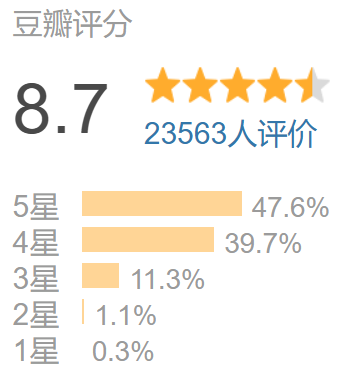 豆瓣评分
8.7
23563人评价
5星 47.6%
4星 39.7%
3星 11.3%
2星 1.1%
1星 0.3%